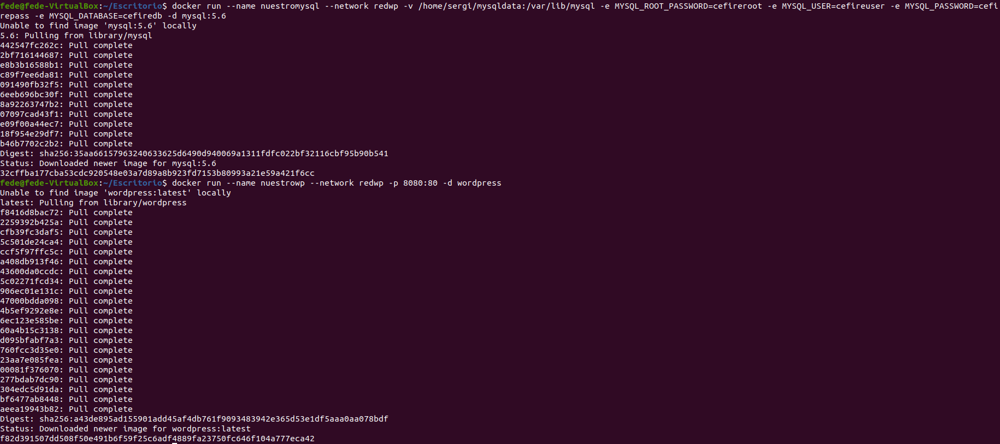 fede@fede-VirtualBox:~/Escritorio$ docker run --name nuestromysql --network redwp -v /home/sergi/mysqldata:/var/lib/mysql -e MYSQL_ROOT_PASSWORD=cefireroot -e MYSQL_USER=cefireuser -e MYSQL_PASSWORD=cefi
repass -e MYSQL_DATABASE=cefiredb -d mysql:5.6
Unable to find image 'mysql:5.6' locally
5.6: Pulling from library/mysql
442547fc262c: Pull complete
2bf716144687: Pull complete
e8b3b16588b1: Pull complete
c89f7ee6da81: Pull complete
091490fb32f5: Pull complete
6eeb696bc30f: Pull complete
8a92263747b2: Pull complete
07097cad43f1: Pull complete
e09f00a44ec7: Pull complete
18f954e29df7: Pull complete
b46b7702c2b2: Pull complete
Digest: sha256:35aa66157963240633625d6490d940069a1311fdfc022bf32116cbf95b90b541
Status: Downloaded newer image for mysql:5.6
32cffba177cba53cdc920548e03a7d89a8b923fd7153b80993a21e59a421f6cc
fede@fede-VirtualBox:~/Escritorio$ docker run --name nuestrowp --network redwp -p 8080:80 -d wordpress
Unable to find image 'wordpress:latest' locally
latest: Pulling from library/wordpress
f8416d8bac72: Pull complete
2259392b425a: Pull complete
cfb39fc3daf5: Pull complete
5c501de24ca4: Pull complete
ccf5f97ffc5c: Pull complete
a408db913f46: Pull complete
43600da0ccdc: Pull complete
5c02271fcd34: Pull complete
906ec01e131c: Pull complete
47000bdda098: Pull complete
4b5ef9292e8e: Pull complete
6ec123e585be: Pull complete
60a4b15c3138: Pull complete
d095bfabf7a3: Pull complete
760fcc3d35e0: Pull complete
23aa7e085fea: Pull complete
00081f376070: Pull complete
277bdab7dc90: Pull complete
304edc5d91da: Pull complete
bf6477ab8448: Pull complete
aeea19943b82: Pull complete
Digest: sha256:a43de895ad155901add45af4db761f9093483942e365d53e1df5aaa0aa078bdf
Status: Downloaded newer image for wordpress:latest
f82d391507dd508f50e491b6f59f25c6adf4889fa23750fc646f104a777eca42